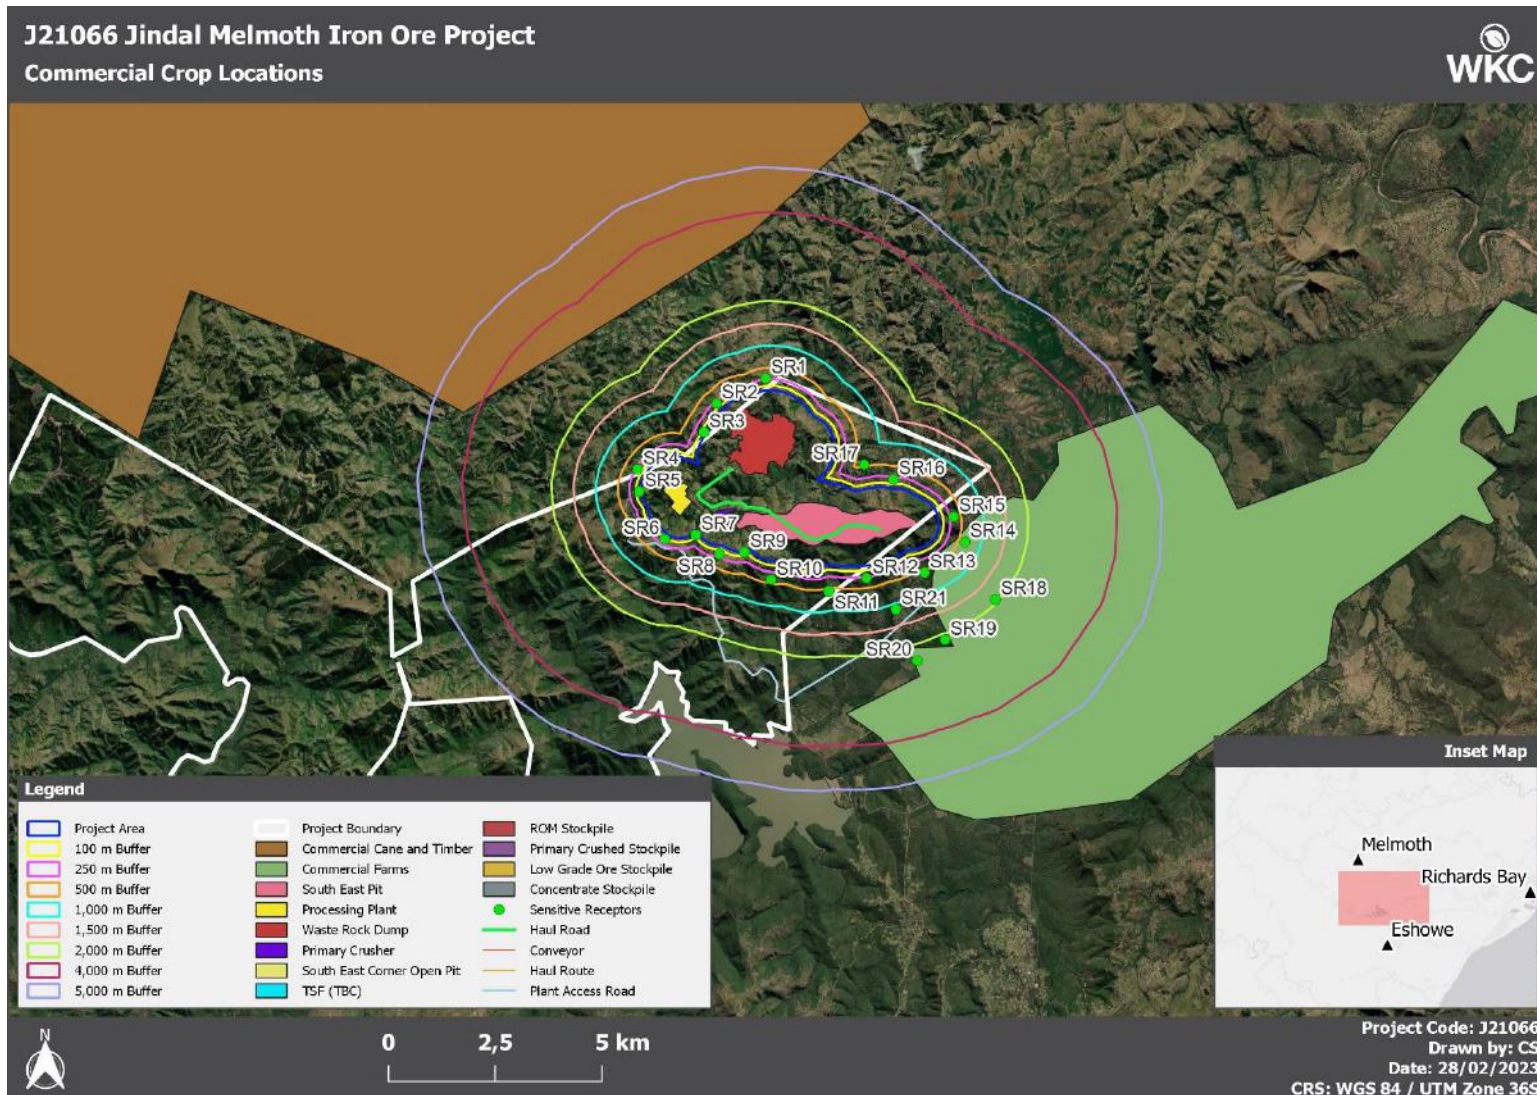 J21066 Jindal Melmoth Iron Ore Project
Commercial Crop Locations
WKC
SR1
SR2
SR3
SR17
SR4
SR16
SR5
SR15
SR7
SR6
SR14
SR9
SR8
SR13
SR10
SR12
SR18
SR11
SR21
SR19
SR20
Inset Map
Melmoth
Richards Bay
Eshowe
Legend
Project Area
100 m Buffer
250 m Buffer
500 m Buffer
1,000 m Buffer
1,500 m Buffer
2,000 m Buffer
4,000 m Buffer
5,000 m Buffer
Project Boundary
Commercial Cane and Timber
Commercial Farms
South East Pit
Processing Plant
Waste Rock Dump
Primary Crusher
South East Corner Open Pit
TSF (TBC)
ROM Stockpile
Primary Crushed Stockpile
Low Grade Ore Stockpile
Concentrate Stockpile
Sensitive Receptors
Haul Road
Conveyor
Haul Route
Plant Access Road
N
0 2,5 5 km
Project Code: J21066
Drawn by: CS
Date: 28/02/2023
CRS: WGS 84 / UTM Zone 36S